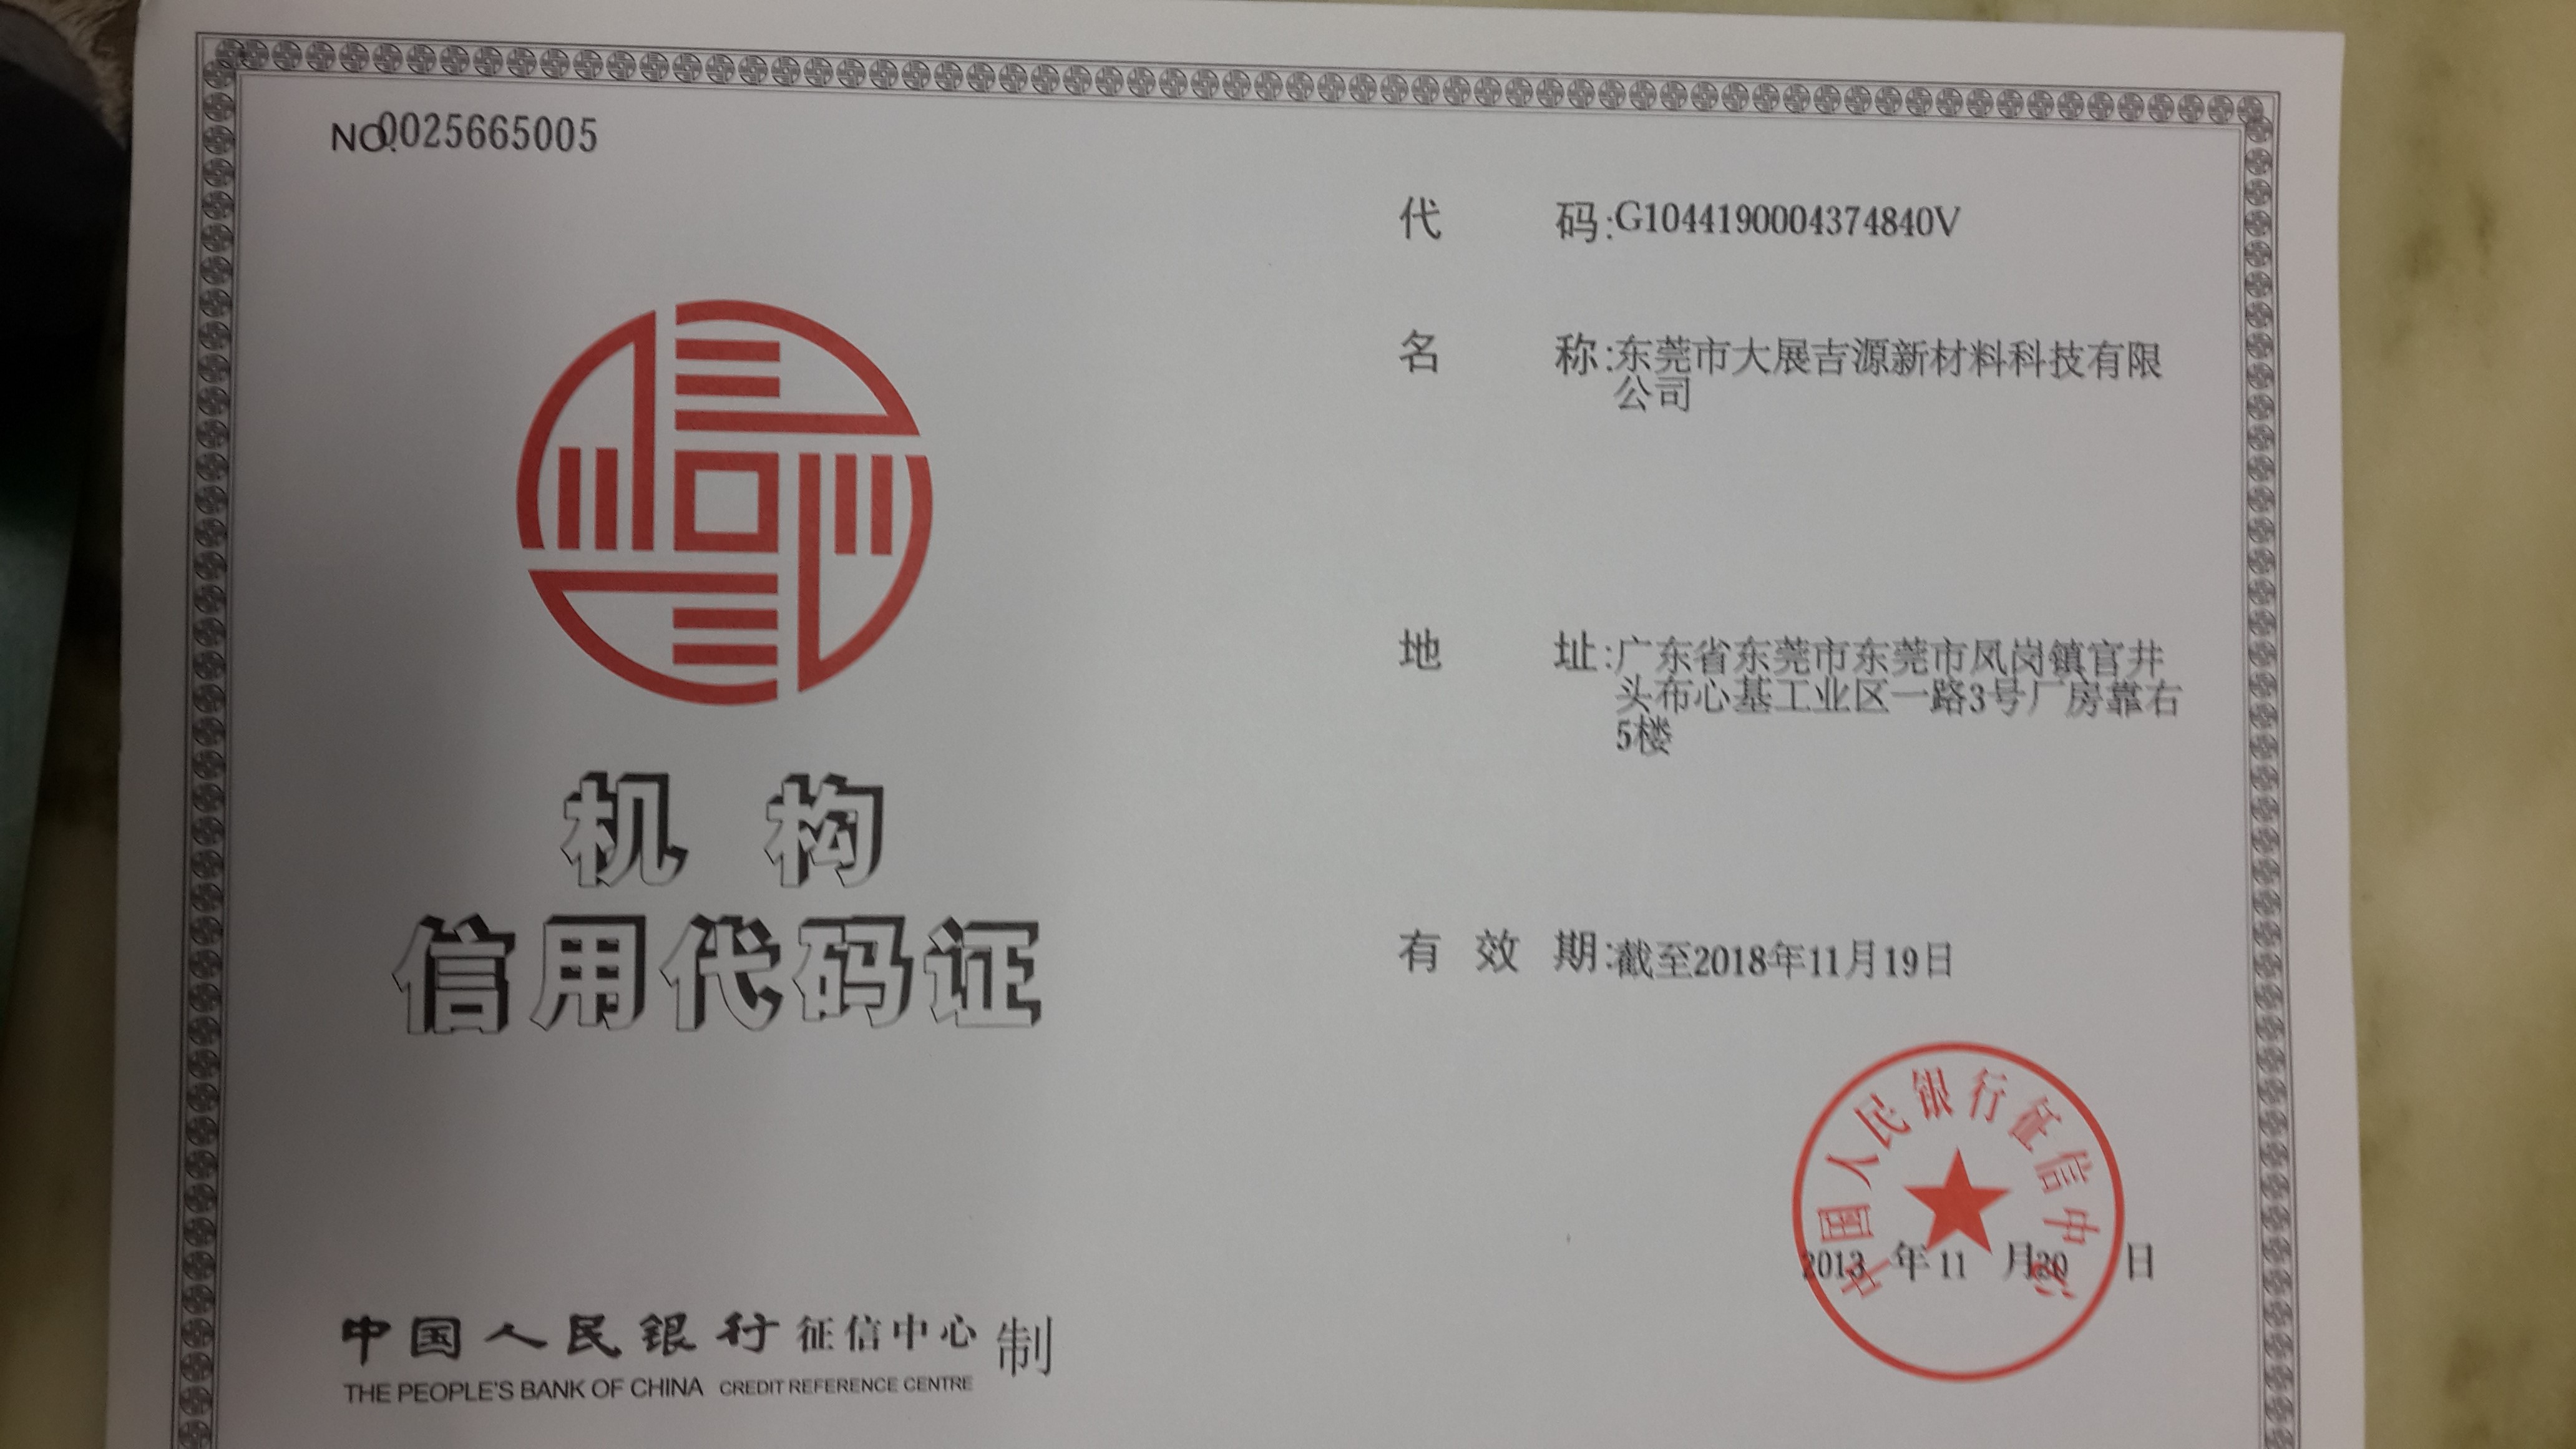 NO.0025665005
代 码:G1044190004374840V
名 称:东莞市大展吉源新材料科技有限
公司
地 址:广东省东莞市东莞市凤岗镇官井
头布心基工业区一路3号厂房靠右
5楼
有 效 期:截至2018年11月19日
机 构
信用代码证
中国人民银行征信中心
2013 年 11 月 20 日
中国人民银行征信中心 制
THE PEOPLE'S BANK OF CHINA CREDIT REFERENCE CENTRE